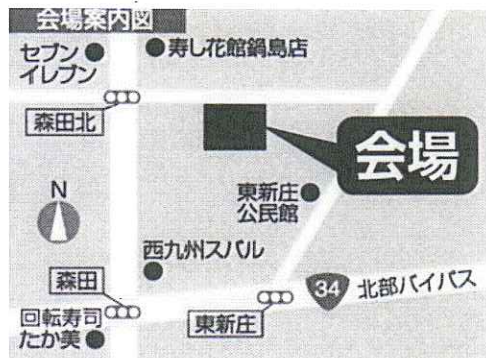 会場案内図
セブン
イレブン
寿し花館鍋島店
森田北
会場
N
東新庄
公民館
西九州スバル
森田
34
北部バイパス
東新庄
回転寿司
たか美